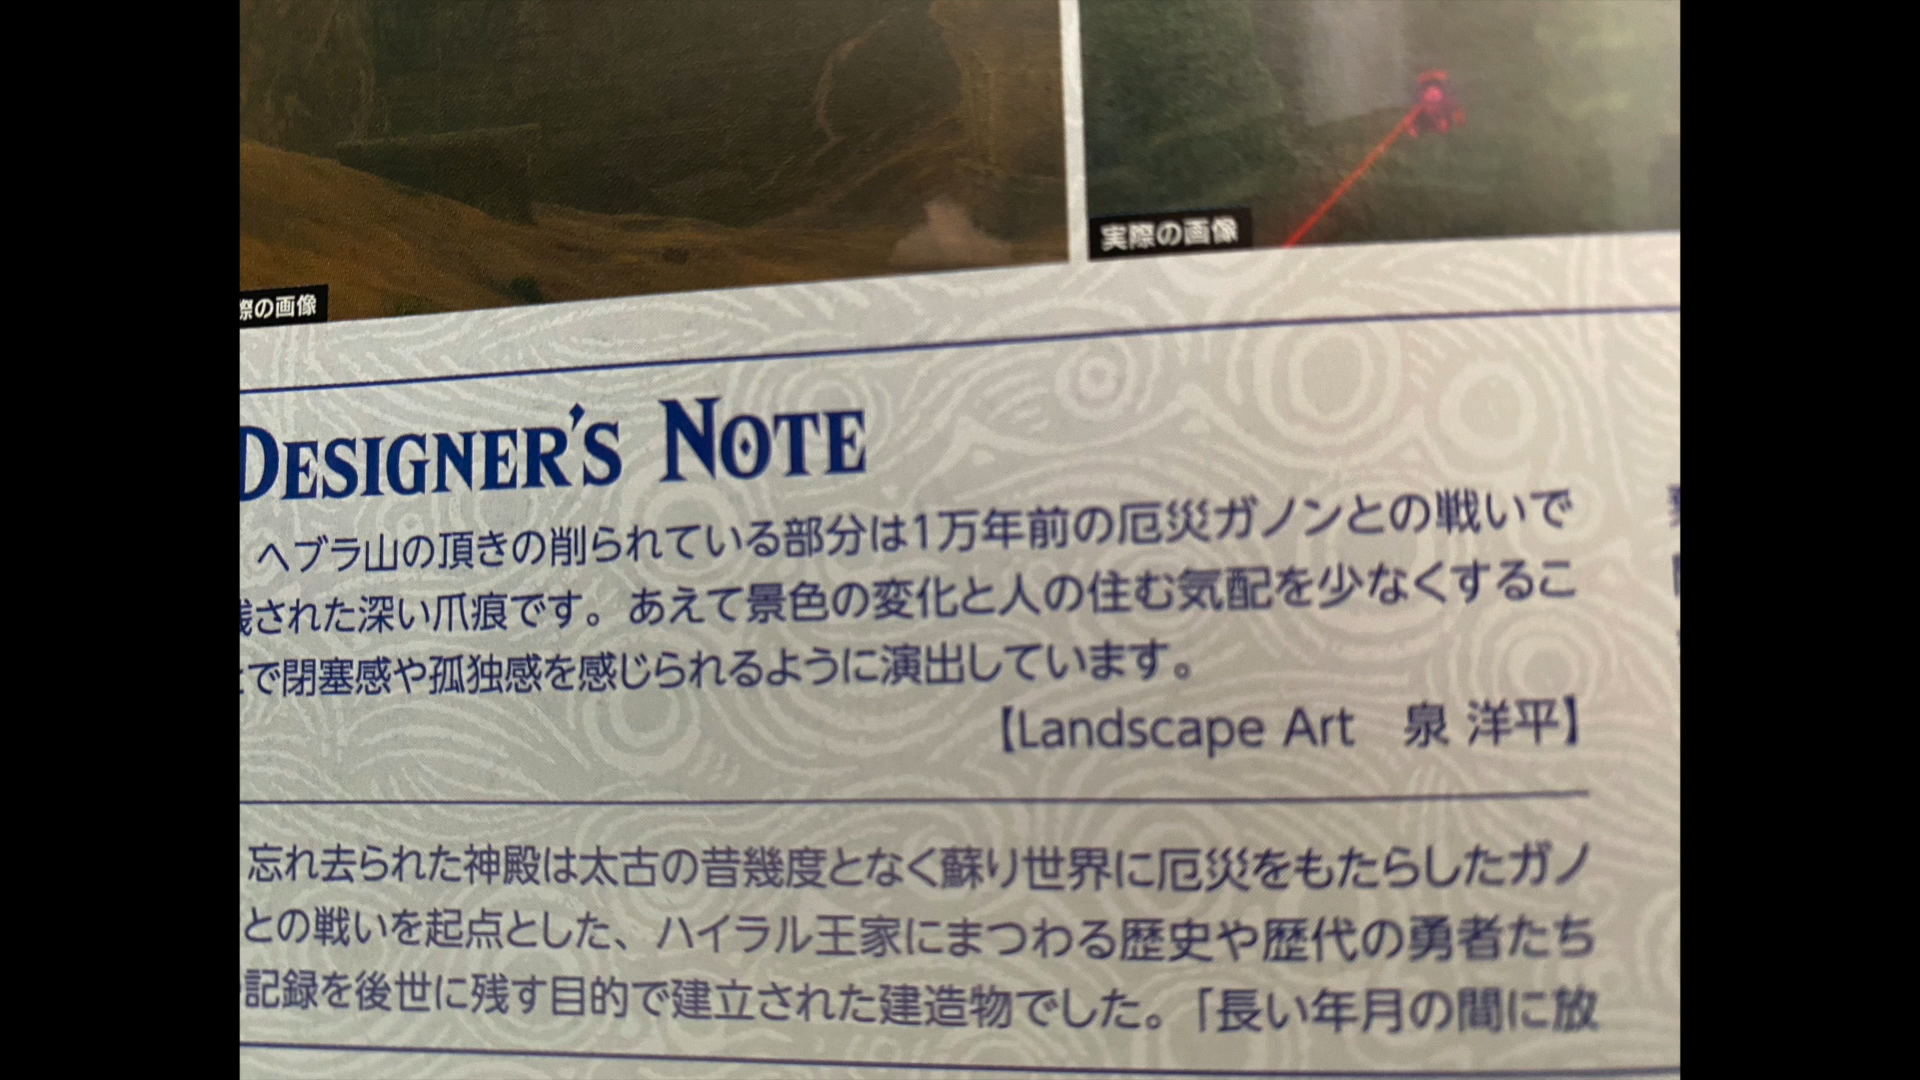 実際の画像
際の画像
DESIGNER'S NOTE
ヘブラ山の頂きの削られている部分は1万年前の厄災ガノンとの戦いで
残された深い爪痕です。あえて景色の変化と人の住む気配を少なくするこ
とで閉塞感や孤独感を感じられるように演出しています。
【Landscape Art 泉 洋平】
忘れ去られた神殿は太古の昔幾度となく蘇り世界に厄災をもたらしたガノ
との戦いを起点とした、ハイラル王家にまつわる歴史や歴代の勇者たち
記録を後世に残す目的で建立された建造物でした。「長い年月の間に放